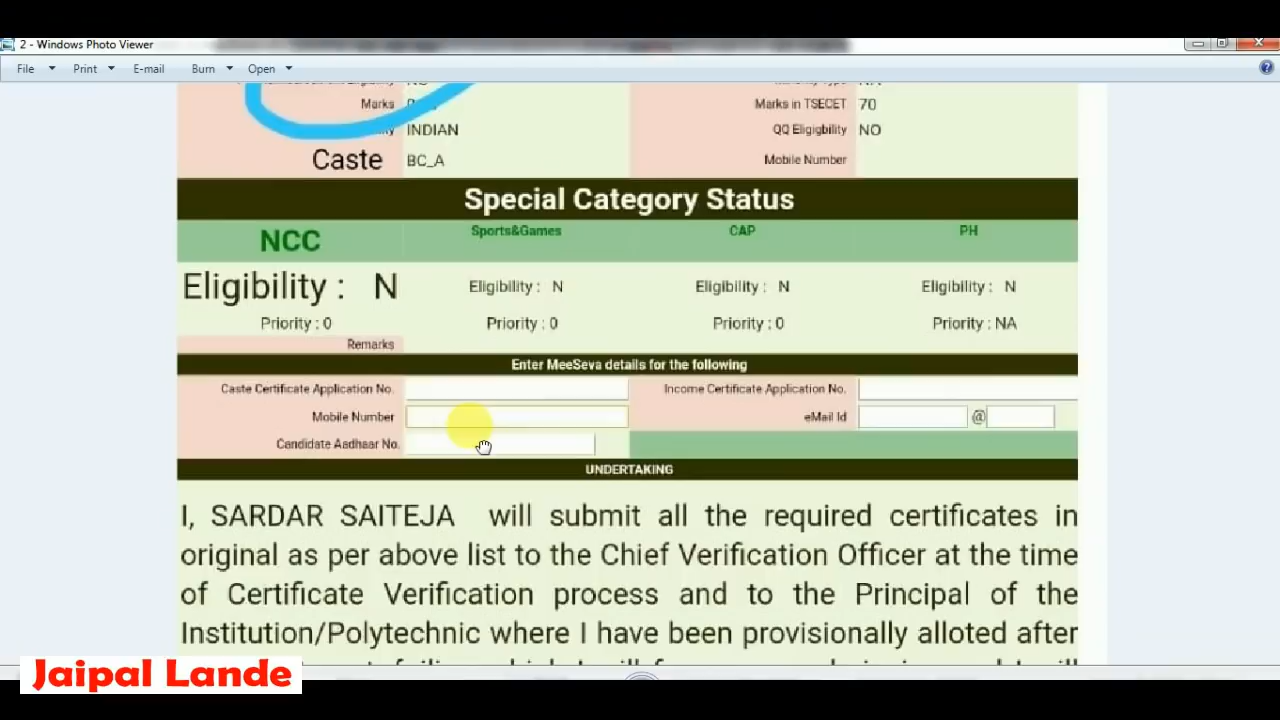 2 - Windows Photo Viewer
File Print E-mail Burn Open
Marks Marks in TSECET 70
INDIAN QQ Eligigbility NO
Caste BC_A Mobile Number
Special Category Status
NCC Sports&Games CAP PH
Eligibility : N Eligibility : N Eligibility : N Eligibility : N
Priority : 0 Priority : 0 Priority : 0 Priority : NA
Remarks
Enter MeeSeva details for the following
Caste Certificate Application No. Income Certificate Application No.
Mobile Number eMail Id @
Candidate Aadhaar No.
UNDERTAKING
I, SARDAR SAITEJA will submit all the required certificates in
original as per above list to the Chief Verification Officer at the time
of Certificate Verification process and to the Principal of the
Institution/Polytechnic where I have been provisionally alloted after
Jaipal Lande